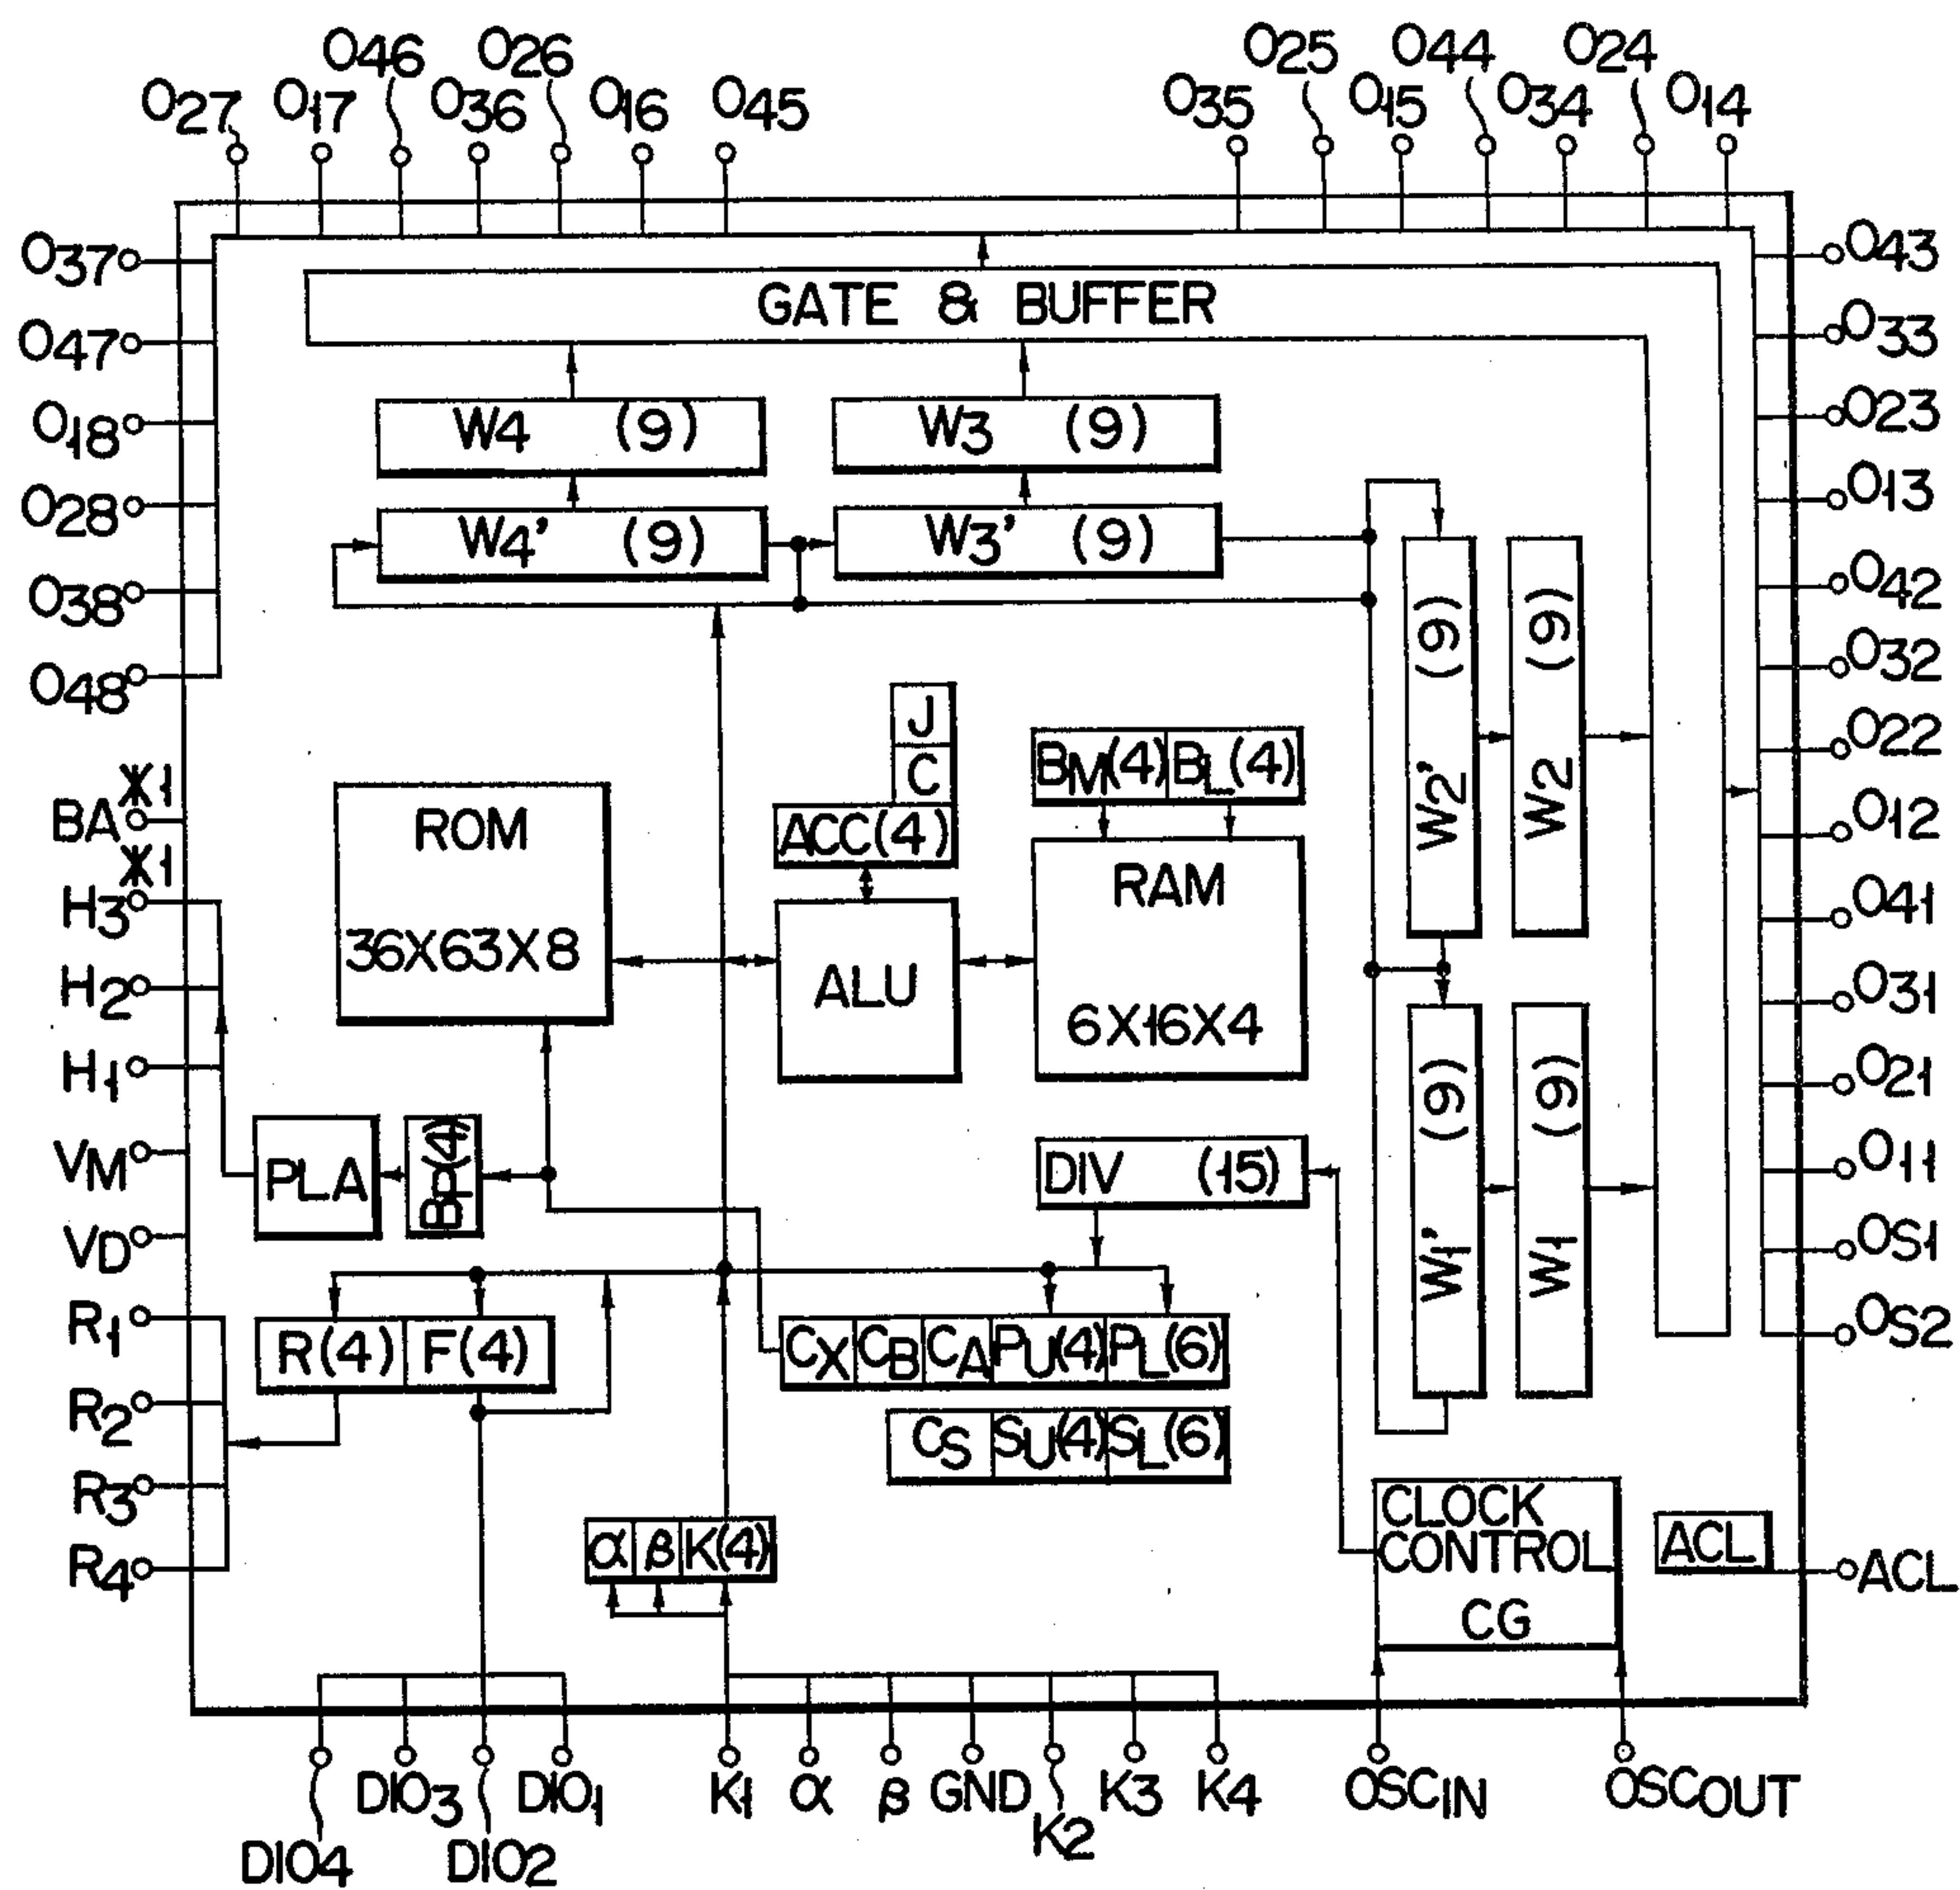 O46 O26 O25 O44 O24
O27 O17 O36 O16 O45 O35 O15 O34 O14
O37
O47
O18
O28
O38
O48
BA ※1
H3 ※1
H2
H1
VM
VD
R1
R2
R3
R4
GATE & BUFFER
W4 (9)
W3 (9)
W4' (9)
W3' (9)
W2' (9)
W2 (9)
J
C
ACC(4)
BM(4) BL(4)
ROM
36X63X8
ALU
RAM
6X16X4
W1' (9)
W1 (9)
PLA
BP(4)
DIV (15)
R(4) F(4)
CX CB CA PU(4) PL(6)
CS SU(4) SL(6)
α β K(4)
CLOCK
CONTROL
CG
ACL
O43
O33
O23
O13
O42
O32
O22
O12
O41
O31
O21
O11
OS1
OS2
ACL
DIO3 DIO1 K1 α β GND K3 K4 OSCIN OSCOUT
DIO4 DIO2 K2